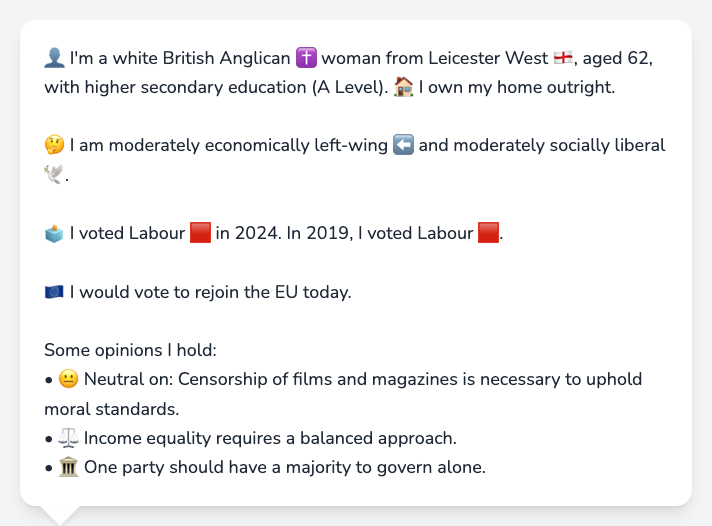 👤 I'm a white British Anglican ✝️ woman from Leicester West 🏴󠁧󠁢󠁥󠁮󠁧󠁿, aged 62,
with higher secondary education (A Level). 🏠 I own my home outright.
🤔 I am moderately economically left-wing ⬅️ and moderately socially liberal
🕊️.
🗳️ I voted Labour 🟥 in 2024. In 2019, I voted Labour 🟥.
🇪🇺 I would vote to rejoin the EU today.
Some opinions I hold:
• 😐 Neutral on: Censorship of films and magazines is necessary to uphold
moral standards.
• ⚖️ Income equality requires a balanced approach.
• 🏛️ One party should have a majority to govern alone.